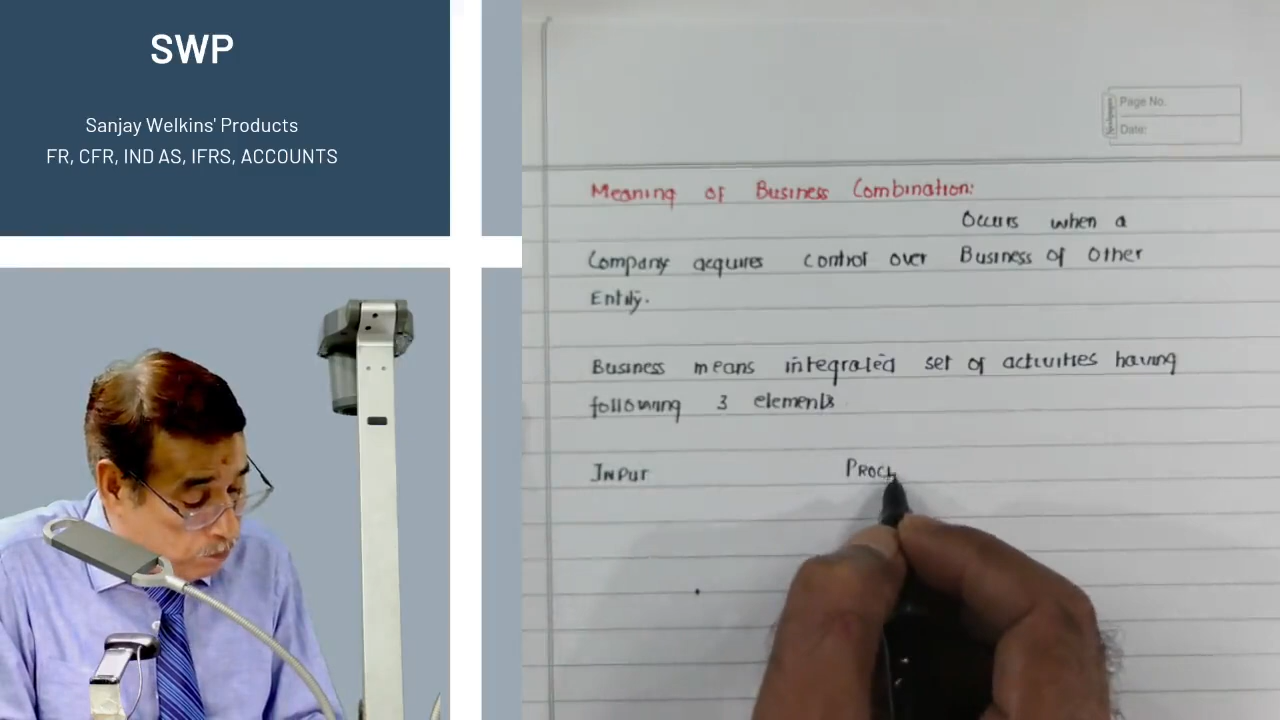 SWP
Sanjay Welkins' Products
FR, CFR, IND AS, IFRS, ACCOUNTS
Page No.
Date:
Meaning of Business Combination:
Occurs when a
Company acquires control over Business of Other
Entity.
Business means integrated set of activities having
following 3 elements
INPUT PROC